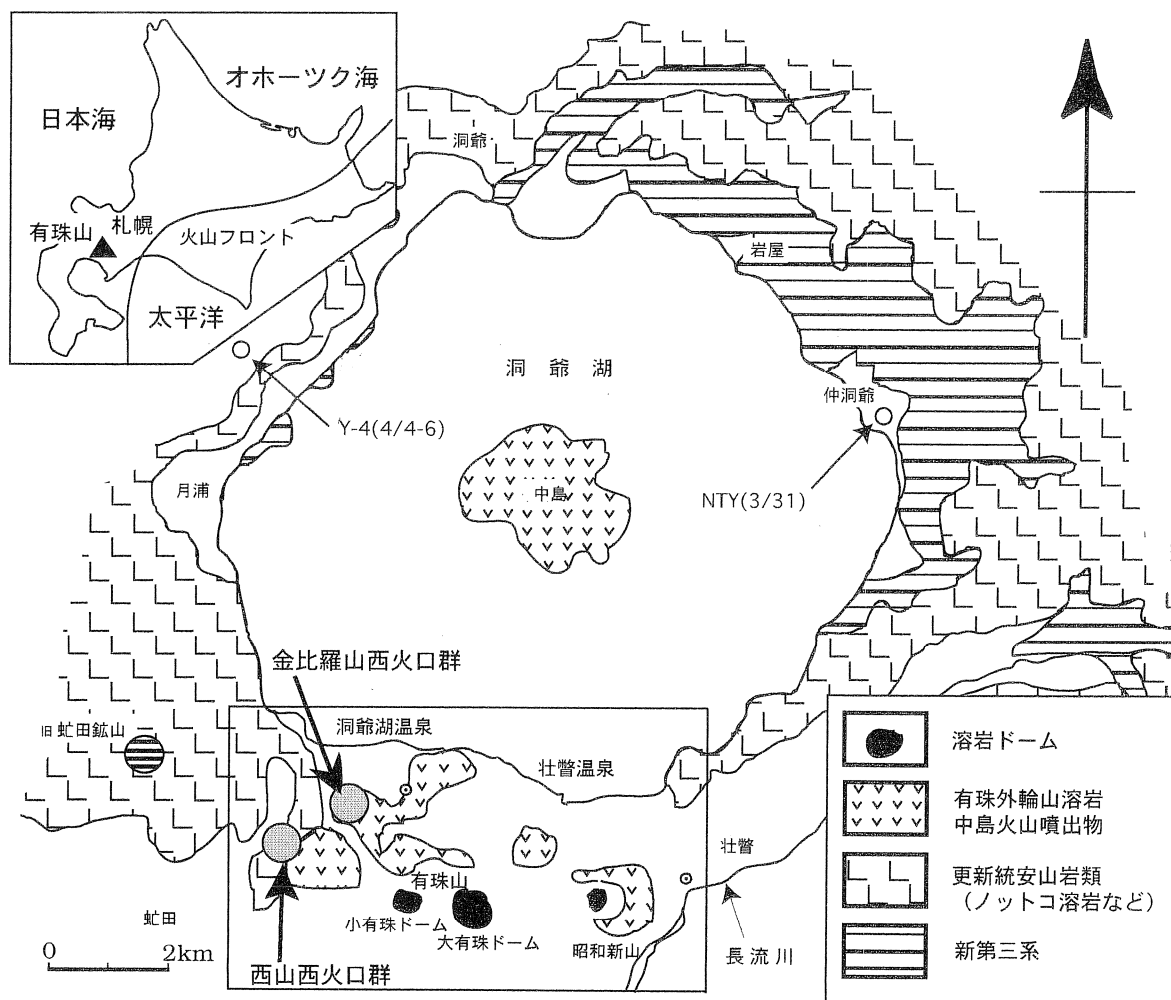 オホーツク海
日本海
有珠山
札幌
火山フロント
太平洋
洞爺
岩屋
洞爺湖
仲洞爺
Y-4(4/4-6)
月浦
中島
NTY(3/31)
金比羅山西火口群
旧虻田鉱山
洞爺湖温泉
壮瞥温泉
壮瞥
有珠山
小有珠ドーム
大有珠ドーム
昭和新山
虻田
長流川
0 2km
西山西火口群
溶岩ドーム
有珠外輪山溶岩
中島火山噴出物
更新統安山岩類
（ノットコ溶岩など）
新第三系